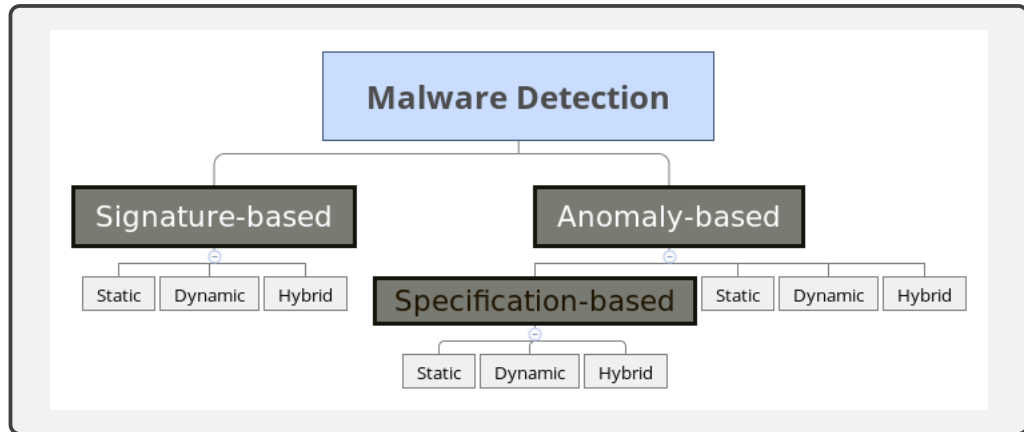 Malware Detection
Signature-based
Anomaly-based
Static
Dynamic
Hybrid
Specification-based
Static
Dynamic
Hybrid
Static
Dynamic
Hybrid